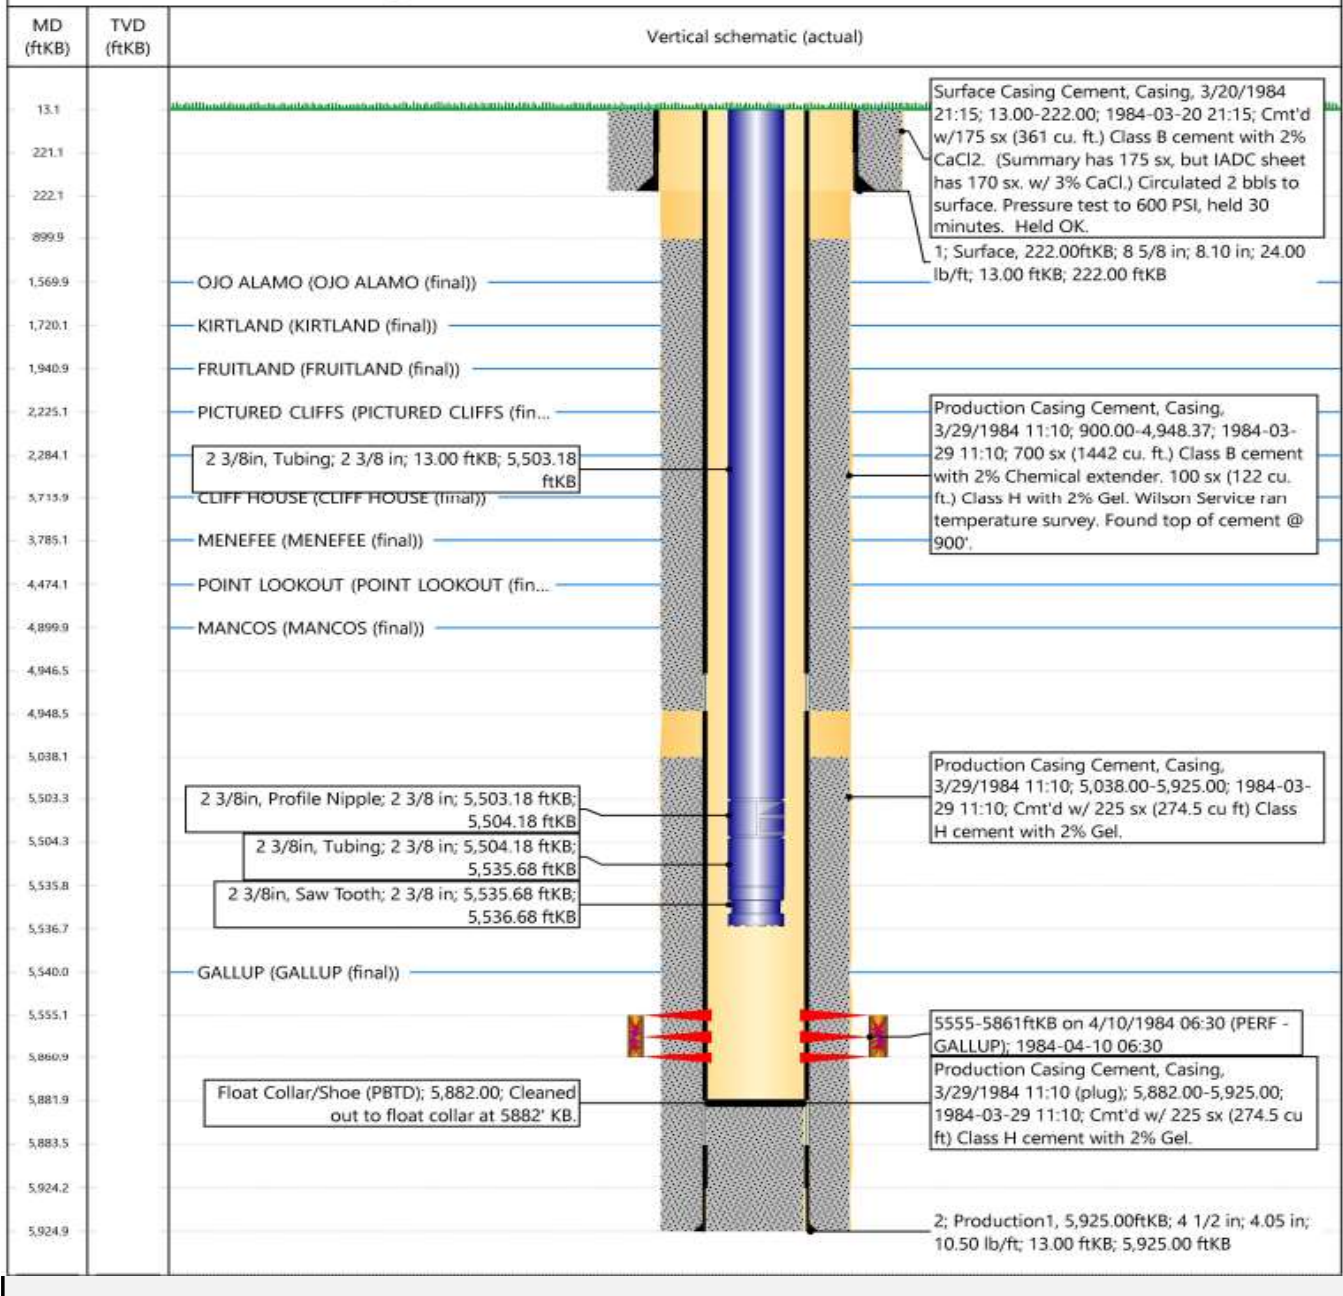 MD
(ftKB)
TVD
(ftKB)
Vertical schematic (actual)
13.1
221.1
222.1
899.9
1,569.9
1,720.1
1,940.9
2,225.1
2,284.1
3,713.9
3,785.1
4,474.1
4,899.9
4,946.5
4,948.5
5,038.1
5,503.3
5,504.3
5,535.8
5,536.7
5,540.0
5,555.1
5,860.9
5,881.9
5,883.5
5,924.2
5,924.9
OJO ALAMO (OJO ALAMO (final))
KIRTLAND (KIRTLAND (final))
FRUITLAND (FRUITLAND (final))
PICTURED CLIFFS (PICTURED CLIFFS (fin...
2 3/8in, Tubing; 2 3/8 in; 13.00 ftKB; 5,503.18
ftKB
CLIFF HOUSE (CLIFF HOUSE (final))
MENEFEE (MENEFEE (final))
POINT LOOKOUT (POINT LOOKOUT (fin...
MANCOS (MANCOS (final))
2 3/8in, Profile Nipple; 2 3/8 in; 5,503.18 ftKB;
5,504.18 ftKB
2 3/8in, Tubing; 2 3/8 in; 5,504.18 ftKB;
5,535.68 ftKB
2 3/8in, Saw Tooth; 2 3/8 in; 5,535.68 ftKB;
5,536.68 ftKB
GALLUP (GALLUP (final))
Float Collar/Shoe (PBTD); 5,882.00; Cleaned
out to float collar at 5882' KB.
Surface Casing Cement, Casing, 3/20/1984
21:15; 13.00-222.00; 1984-03-20 21:15; Cmt'd
w/175 sx (361 cu. ft.) Class B cement with 2%
CaCl2. (Summary has 175 sx, but IADC sheet
has 170 sx. w/ 3% CaCl.) Circulated 2 bbls to
surface. Pressure test to 600 PSI, held 30
minutes. Held OK.
1; Surface, 222.00ftKB; 8 5/8 in; 8.10 in; 24.00
lb/ft; 13.00 ftKB; 222.00 ftKB
Production Casing Cement, Casing,
3/29/1984 11:10; 900.00-4,948.37; 1984-03-
29 11:10; 700 sx (1442 cu. ft.) Class B cement
with 2% Chemical extender. 100 sx (122 cu.
ft.) Class H with 2% Gel. Wilson Service ran
temperature survey. Found top of cement @
900'.
Production Casing Cement, Casing,
3/29/1984 11:10; 5,038.00-5,925.00; 1984-03-
29 11:10; Cmt'd w/ 225 sx (274.5 cu ft) Class
H cement with 2% Gel.
5555-5861ftKB on 4/10/1984 06:30 (PERF -
GALLUP); 1984-04-10 06:30
Production Casing Cement, Casing,
3/29/1984 11:10 (plug); 5,882.00-5,925.00;
1984-03-29 11:10; Cmt'd w/ 225 sx (274.5 cu
ft) Class H cement with 2% Gel.
2; Production1, 5,925.00ftKB; 4 1/2 in; 4.05 in;
10.50 lb/ft; 13.00 ftKB; 5,925.00 ftKB